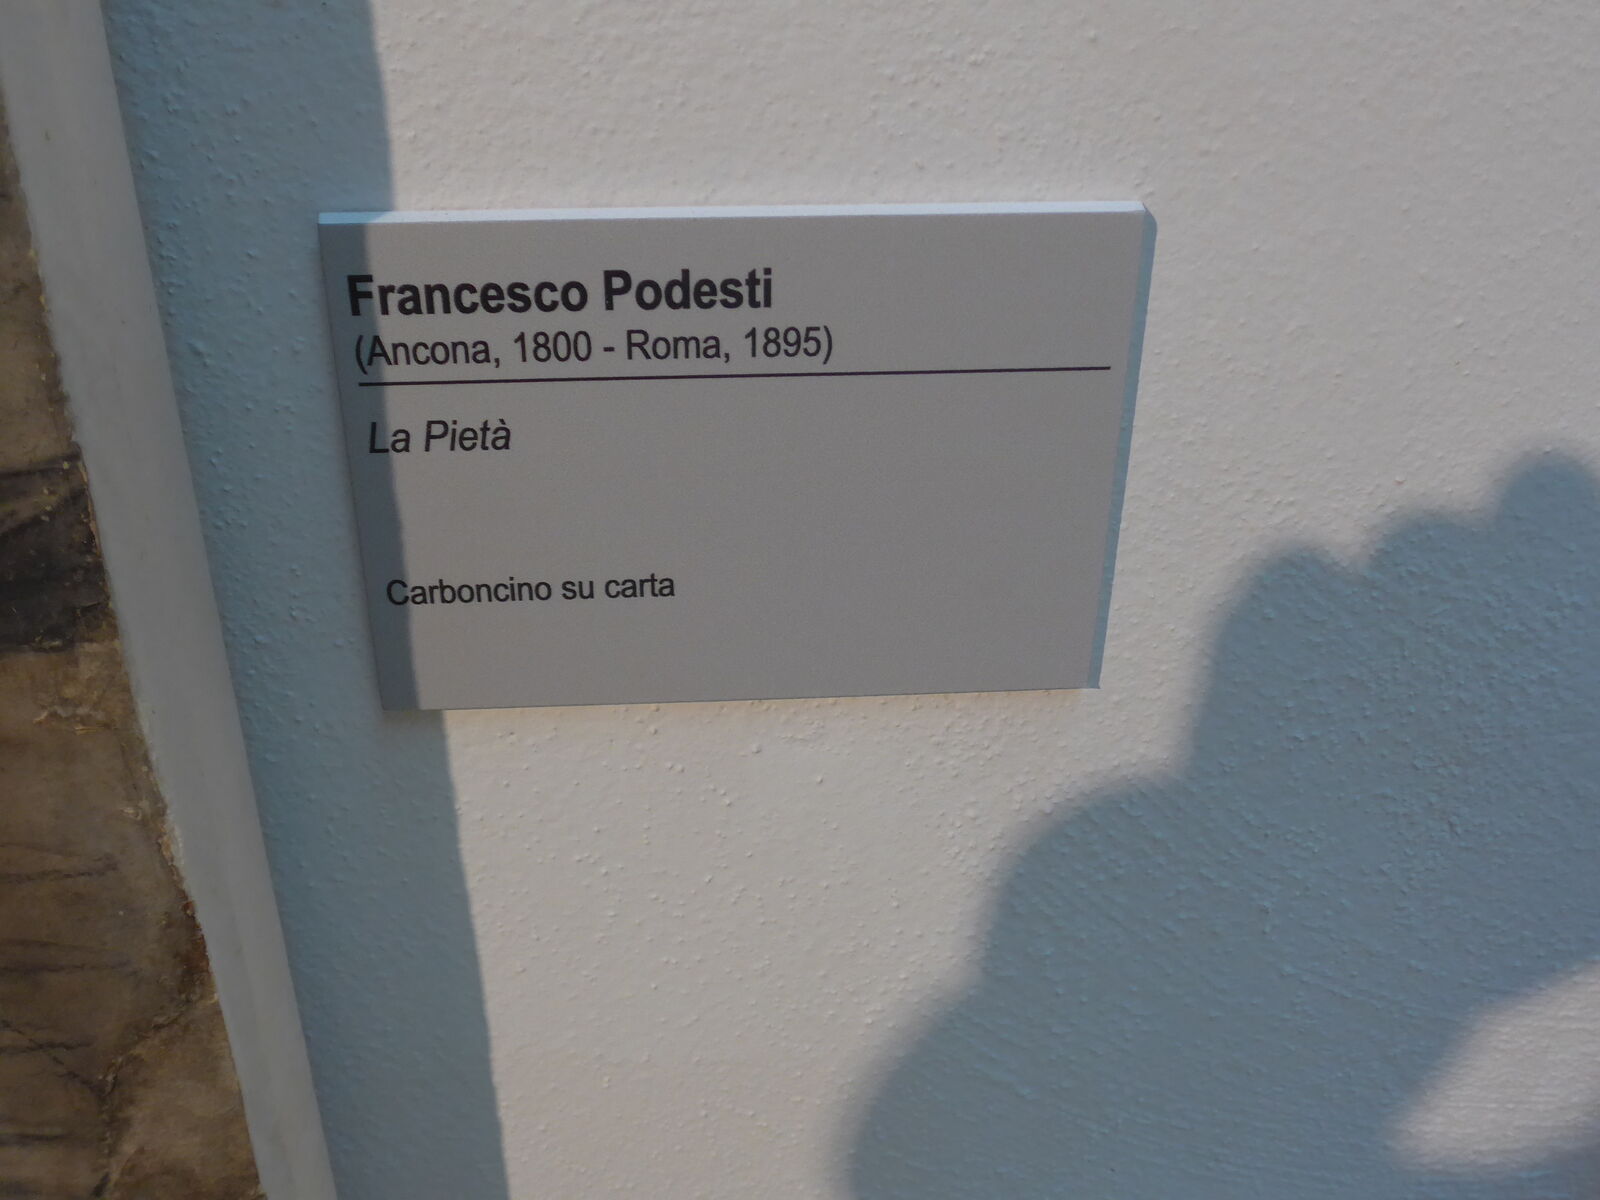 Francesco Podesti
(Ancona, 1800 - Roma, 1895)
La Pietà
Carboncino su carta